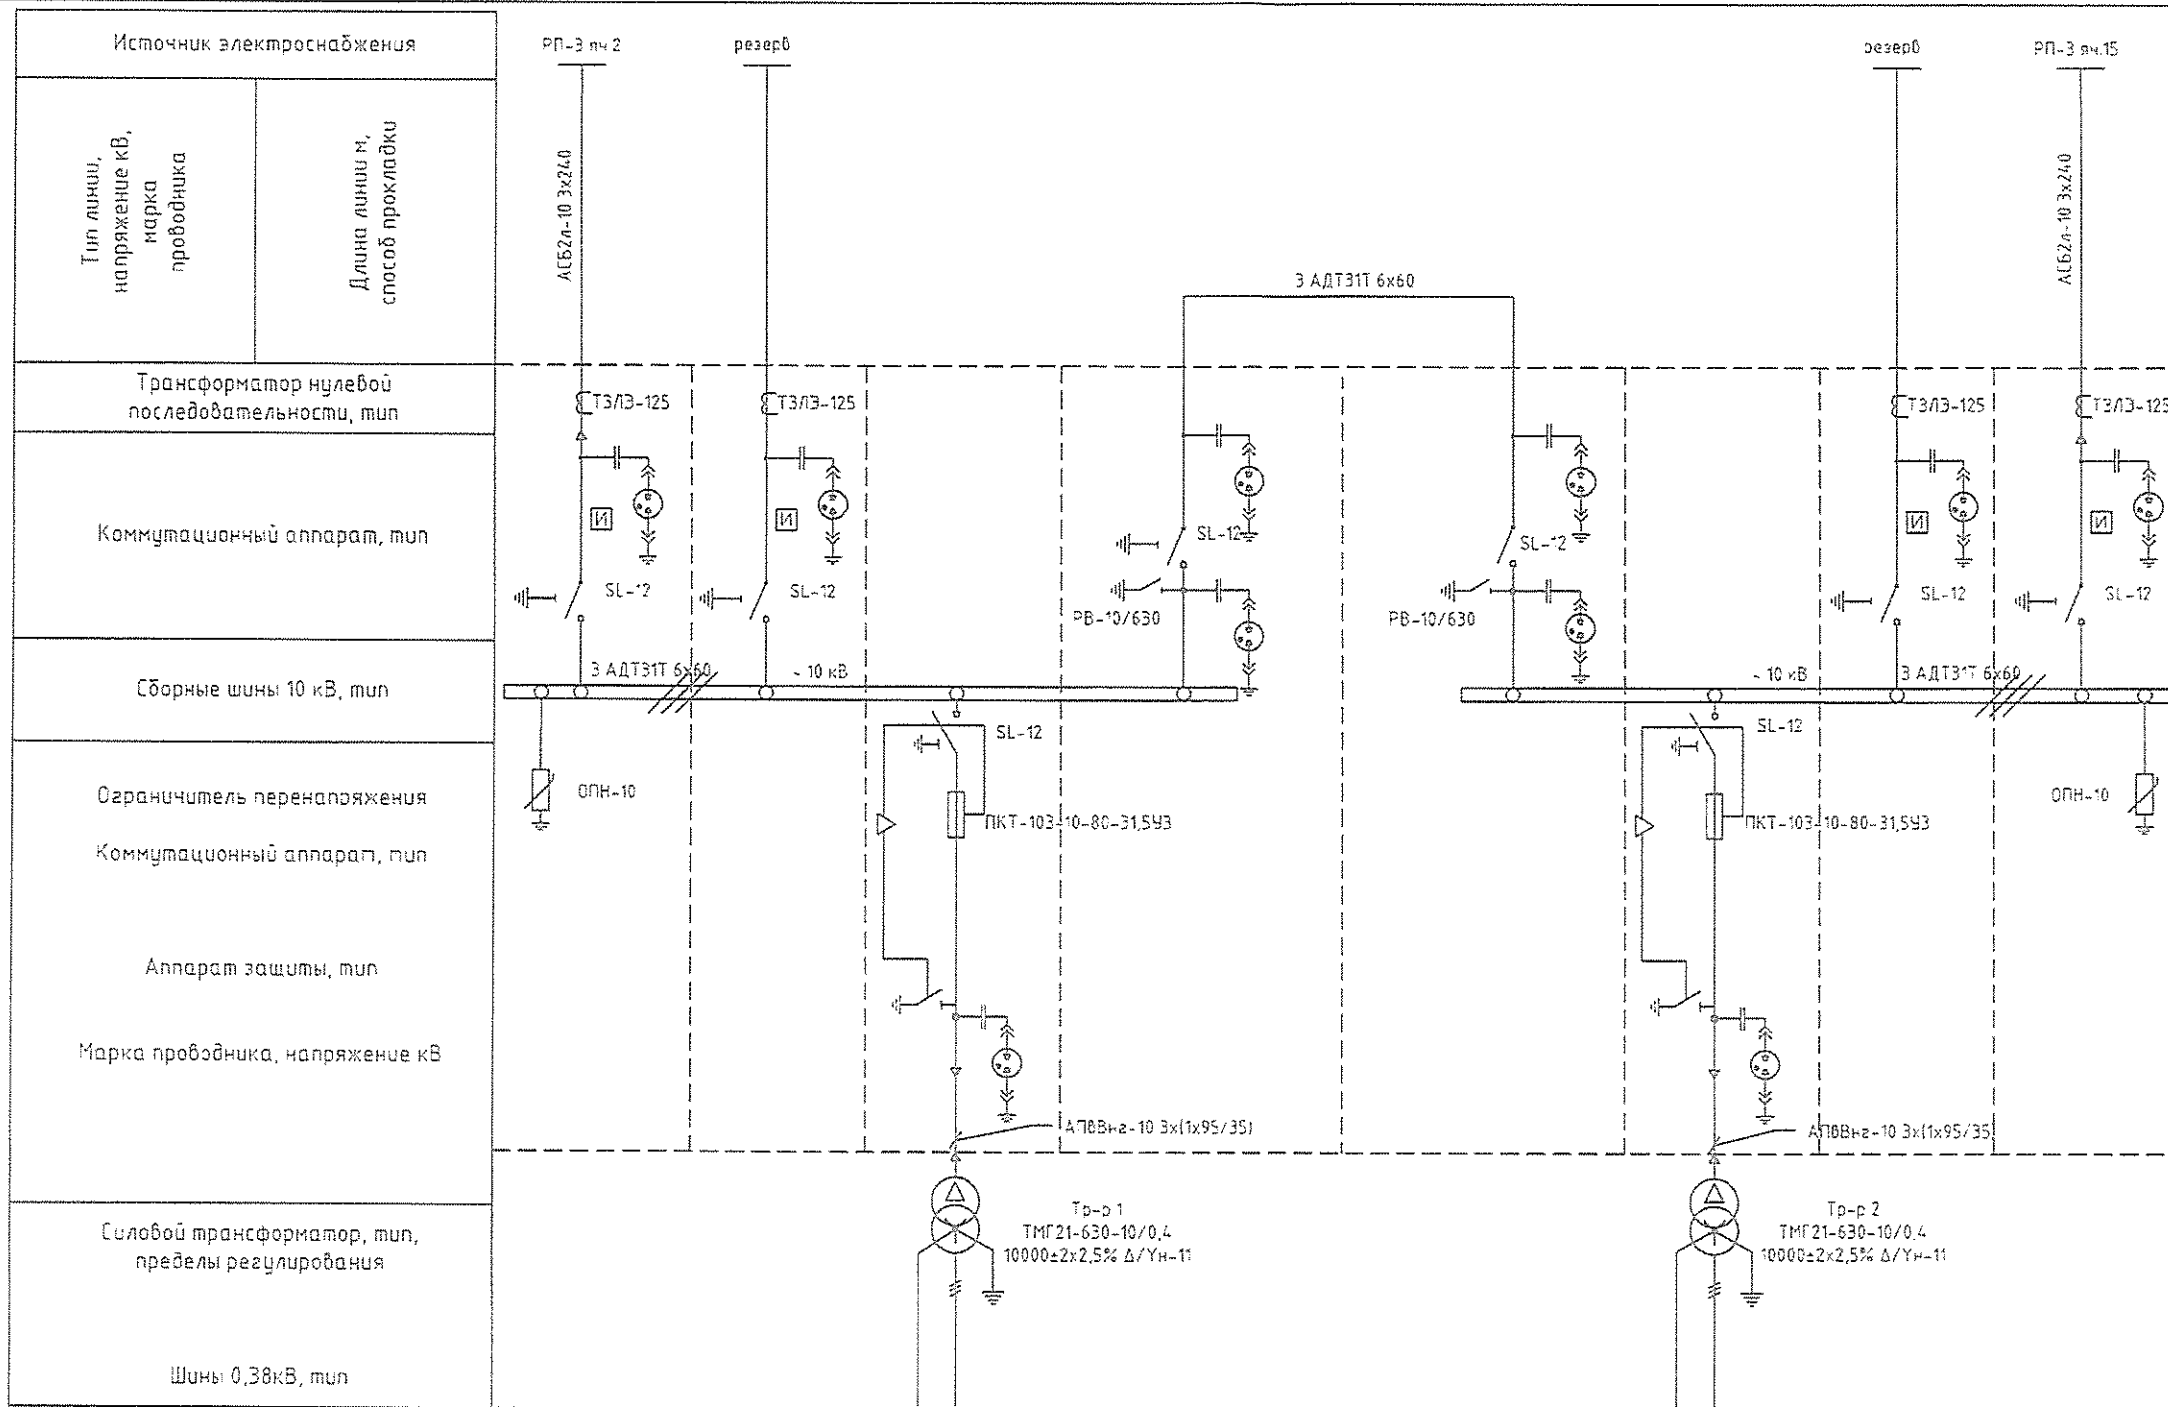 Источник электроснабжения
РП-3 яч 2
резерв
резерв
РП-3 яч.15
Тип линии,
напряжение кВ,
марка
проводника
Длина линии м,
способ прокладки
АСБ2л-10 3х240
АСБ2л-10 3х240
3 АДТ31Т 6х60
Трансформатор нулевой
последовательности, тип
ТЗЛЭ-125
ТЗЛЭ-125
ТЗЛЭ-125
ТЗЛЭ-125
Коммутационный аппарат, тип
И
И
И
И
SL-12
SL-12
SL-12
SL-12
SL-12
SL-12
РВ-10/630
РВ-10/630
Сборные шины 10 кВ, тип
3 АДТ31Т 6х60
~ 10 кВ
~ 10 кВ
3 АДТ31Т 6х60
SL-12
SL-12
Ограничитель перенапряжения
ОПН-10
ПКТ-103-10-80-31,5У3
ПКТ-103-10-80-31,5У3
ОПН-10
Коммутационный аппарат, тип
Аппарат защиты, тип
Марка проводника, напряжение кВ
АПвВнг-10 3х(1х95/35)
АПвВнг-10 3х(1х95/35
Силовой трансформатор, тип,
пределы регулирования
Тр-р 1
ТМГ21-630-10/0,4
10000±2х2,5% Δ/Yн-11
Тр-р 2
ТМГ21-630-10/0,4
10000±2х2,5% Δ/Yн-11
Шины 0,38кВ, тип